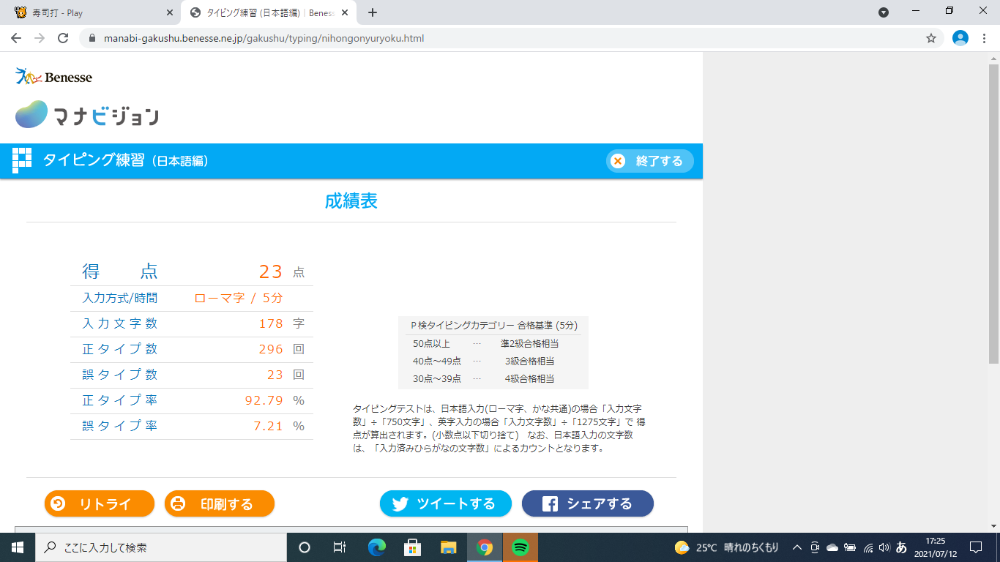 寿司打 - Play
タイピング練習 (日本語編)｜Beness
manabi-gakushu.benesse.ne.jp/gakushu/typing/nihongonyuryoku.html
Benesse
マナビジョン
タイピング練習（日本語編）
終了する
成績表
得点 23 点
入力方式/時間 ローマ字 / 5分
入力文字数 178 字
正タイプ数 296 回
誤タイプ数 23 回
正タイプ率 92.79 %
誤タイプ率 7.21 %
P検タイピングカテゴリー 合格基準 (5分)
50点以上 … 準2級合格相当
40点～49点 … 3級合格相当
30点～39点 … 4級合格相当
タイピングテストは、日本語入力(ローマ字、かな共通)の場合「入力文字
数」÷「750文字」、英字入力の場合「入力文字数」÷「1275文字」で 得
点が算出されます。(小数点以下切り捨て)　なお、日本語入力の文字数
は、「入力済みひらがなの文字数」によるカウントとなります。
リトライ
印刷する
ツイートする
シェアする
ここに入力して検索
25°C 晴れのちくもり
あ
17:25
2021/07/12